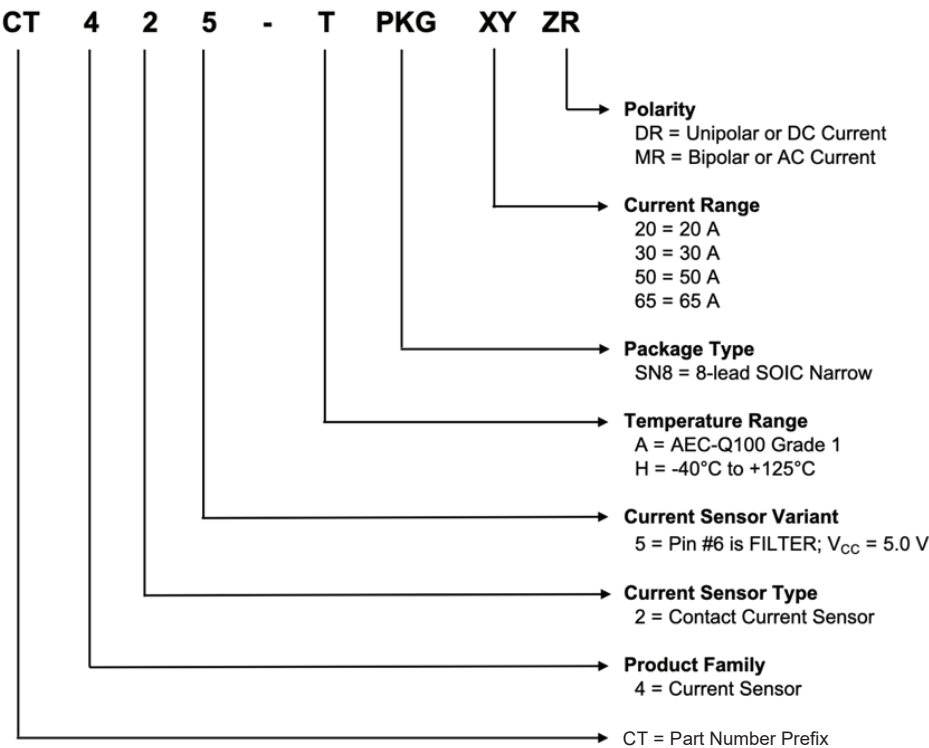 CT 4 2 5 - T PKG XY ZR
Polarity
DR = Unipolar or DC Current
MR = Bipolar or AC Current
Current Range
20 = 20 A
30 = 30 A
50 = 50 A
65 = 65 A
Package Type
SN8 = 8-lead SOIC Narrow
Temperature Range
A = AEC-Q100 Grade 1
H = -40°C to +125°C
Current Sensor Variant
5 = Pin #6 is FILTER; VCC = 5.0 V
Current Sensor Type
2 = Contact Current Sensor
Product Family
4 = Current Sensor
CT = Part Number Prefix